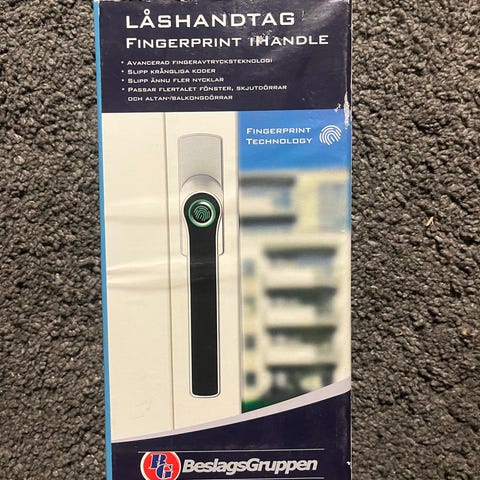 LÅSHANDTAG
FINGERPRINT IHANDLE
• AVANCERAD FINGERAVTRYCKSTEKNOLOGI
• SLIPP KRÅNGLIGA KODER
• SLIPP ÄNNU FLER NYCKLAR
• PASSAR FLERTALET FÖNSTER, SKJUTDÖRRAR
OCH ALTAN-/BALKONGDÖRRAR
FINGERPRINT
TECHNOLOGY
BG BeslagsGruppen